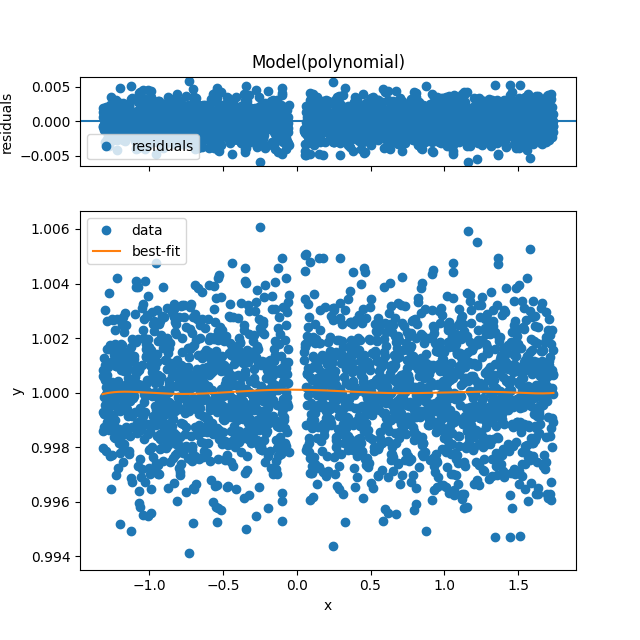 Model(polynomial)
0.005
0.000
−0.005
residuals
residuals
1.006
1.004
1.002
1.000
0.998
0.996
0.994
y
data
best-fit
−1.0
−0.5
0.0
0.5
1.0
1.5
x